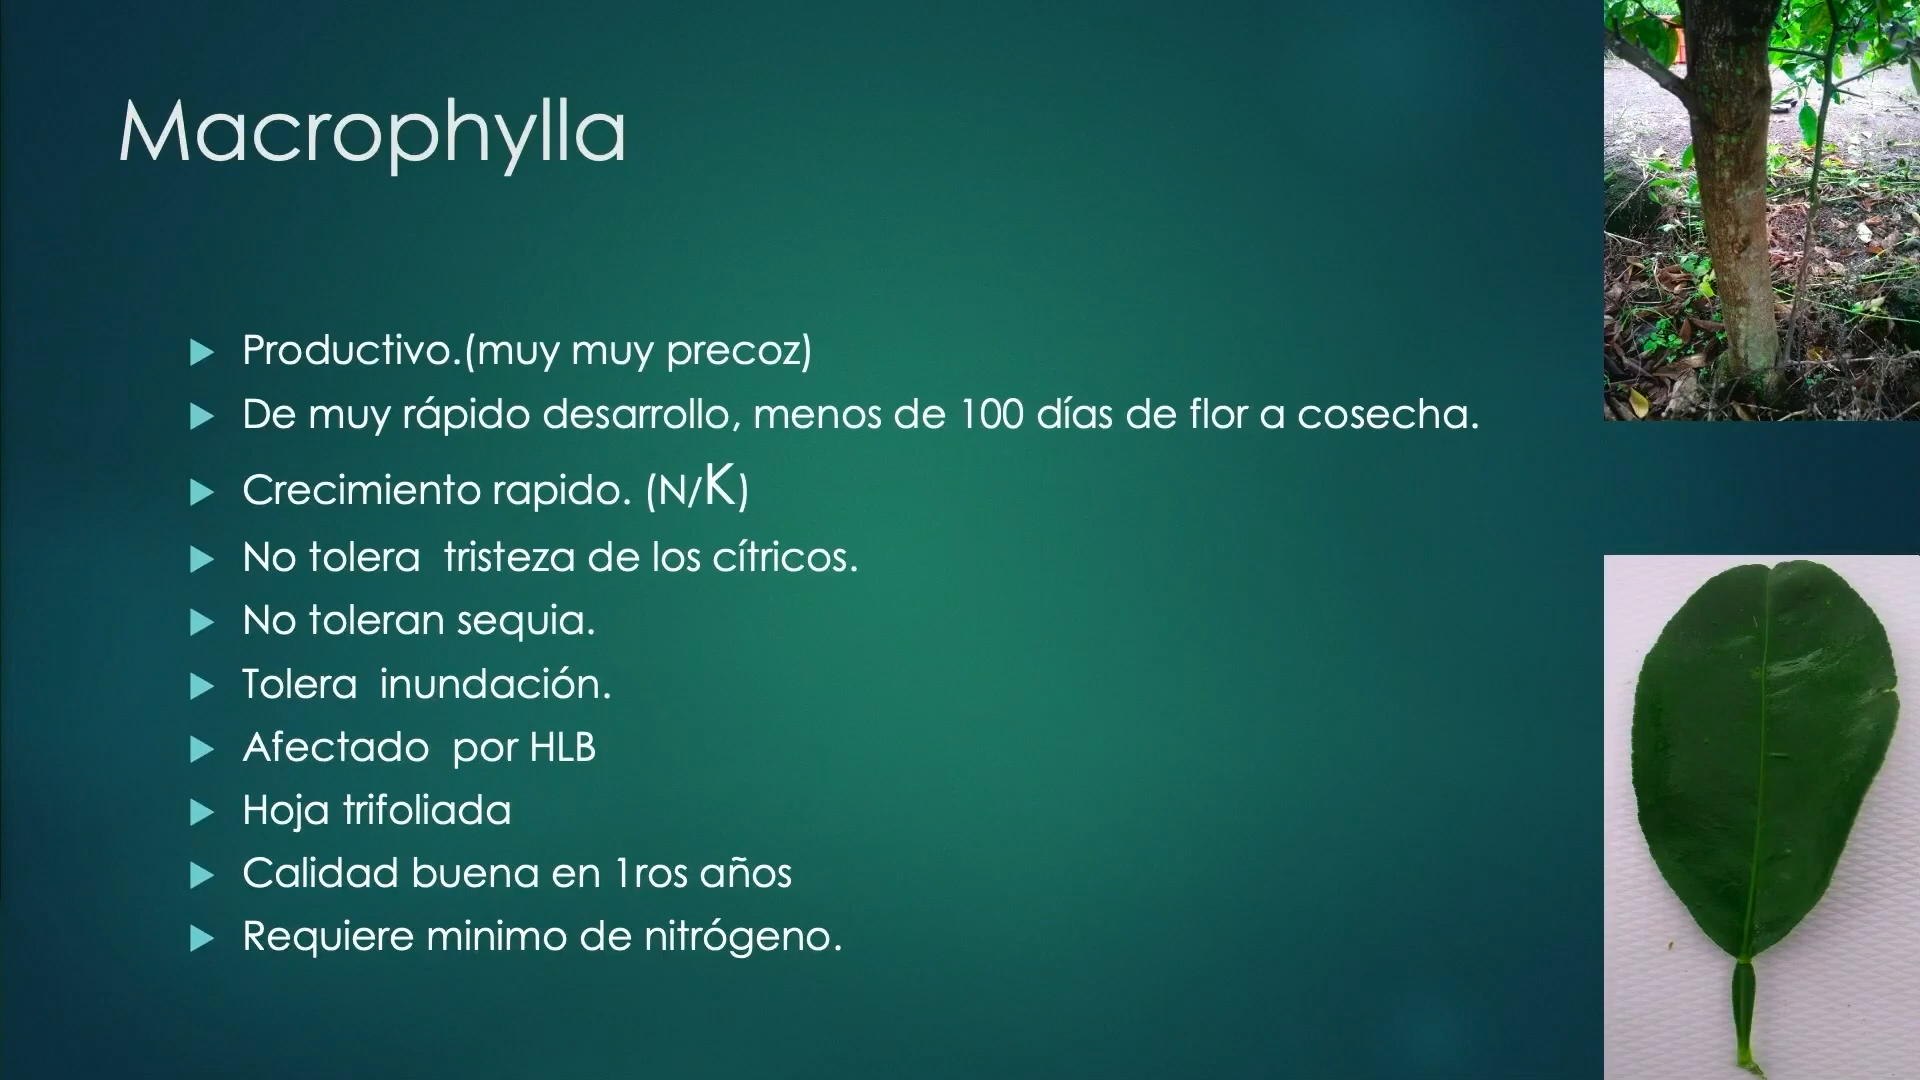 Macrophylla
Productivo.(muy muy precoz)
De muy rápido desarrollo, menos de 100 días de flor a cosecha.
Crecimiento rapido. (N/K)
No tolera  tristeza de los cítricos.
No toleran sequia.
Tolera  inundación.
Afectado  por HLB
Hoja trifoliada
Calidad buena en 1ros años
Requiere minimo de nitrógeno.